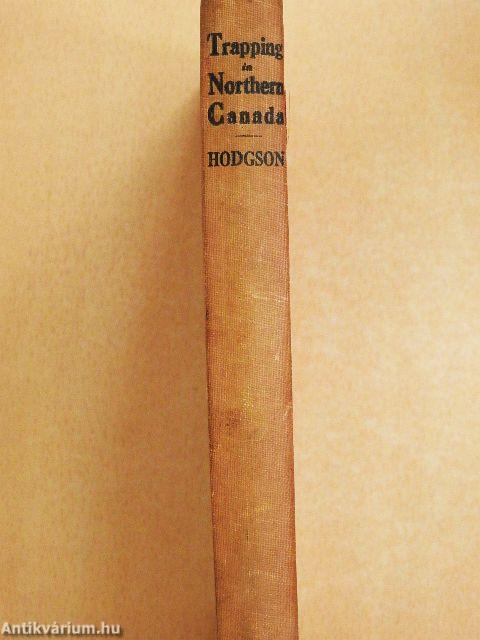 Trapping
in
Northern
Canada
HODGSON
Antikvárium.hu